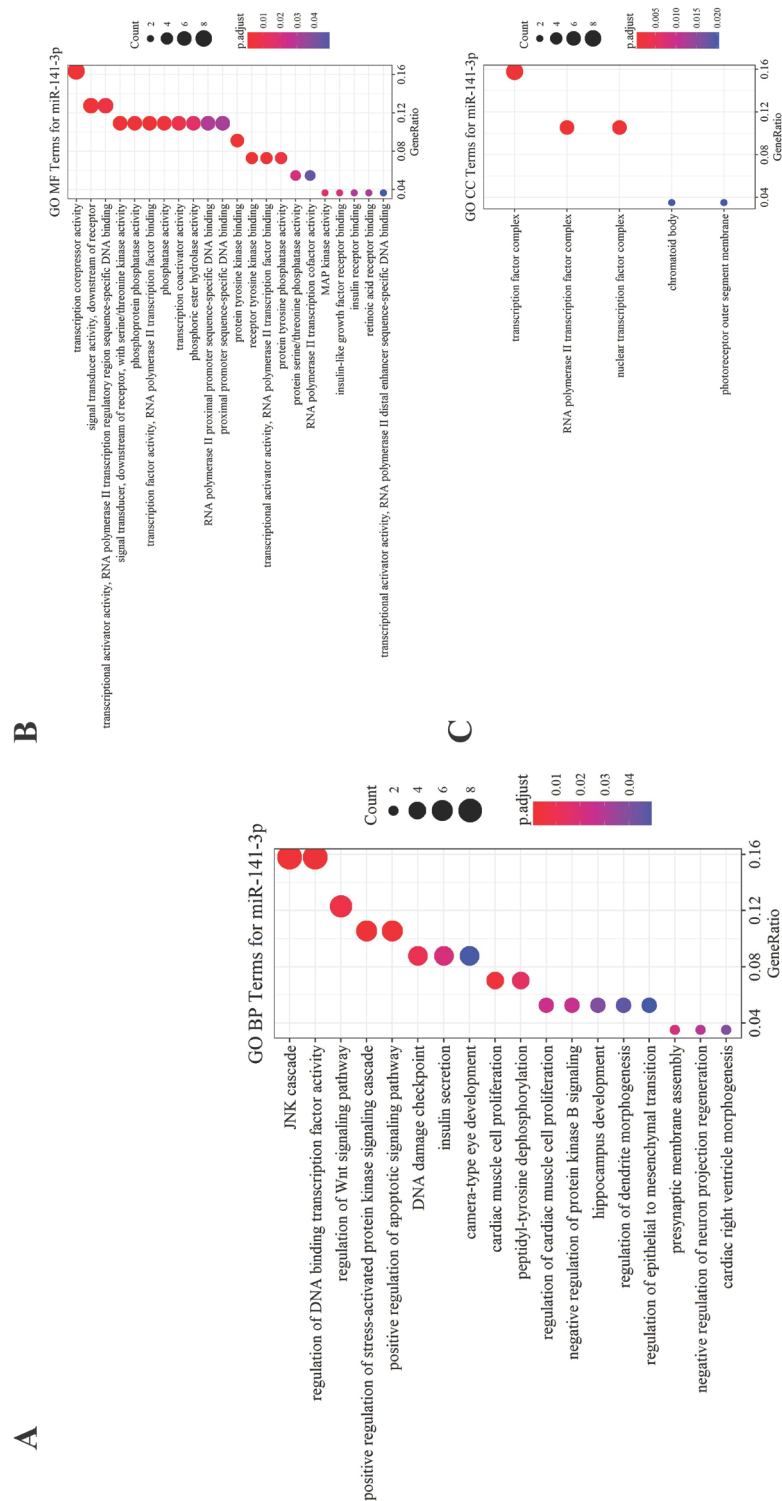 A
GO BP Terms for miR-141-3p
JNK cascade
regulation of DNA binding transcription factor activity
regulation of Wnt signaling pathway
positive regulation of stress-activated protein kinase signaling cascade
positive regulation of apoptotic signaling pathway
DNA damage checkpoint
insulin secretion
camera-type eye development
cardiac muscle cell proliferation
peptidyl-tyrosine dephosphorylation
regulation of cardiac muscle cell proliferation
negative regulation of protein kinase B signaling
hippocampus development
regulation of dendrite morphogenesis
regulation of epithelial to mesenchymal transition
presynaptic membrane assembly
negative regulation of neuron projection regeneration
cardiac right ventricle morphogenesis
0.04 0.08 0.12 0.16
GeneRatio
Count
2
4
6
8
p.adjust
0.01
0.02
0.03
0.04
B
GO MF Terms for miR-141-3p
transcription corepressor activity
signal transducer activity, downstream of receptor
transcriptional activator activity, RNA polymerase II transcription regulatory region sequence-specific DNA binding
signal transducer, downstream of receptor, with serine/threonine kinase activity
phosphoprotein phosphatase activity
transcription factor activity, RNA polymerase II transcription factor binding
phosphatase activity
transcription coactivator activity
phosphoric ester hydrolase activity
RNA polymerase II proximal promoter sequence-specific DNA binding
proximal promoter sequence-specific DNA binding
protein tyrosine kinase binding
receptor tyrosine kinase binding
transcriptional activator activity, RNA polymerase II transcription factor binding
protein tyrosine phosphatase activity
protein serine/threonine phosphatase activity
RNA polymerase II transcription cofactor activity
MAP kinase activity
insulin-like growth factor receptor binding
insulin receptor binding
retinoic acid receptor binding
transcriptional activator activity, RNA polymerase II distal enhancer sequence-specific DNA binding
0.04 0.08 0.12 0.16
GeneRatio
Count
2
4
6
8
p.adjust
0.01
0.02
0.03
0.04
C
GO CC Terms for miR-141-3p
transcription factor complex
RNA polymerase II transcription factor complex
nuclear transcription factor complex
chromatoid body
photoreceptor outer segment membrane
0.04 0.08 0.12 0.16
GeneRatio
Count
2
4
6
8
p.adjust
0.005
0.010
0.015
0.020